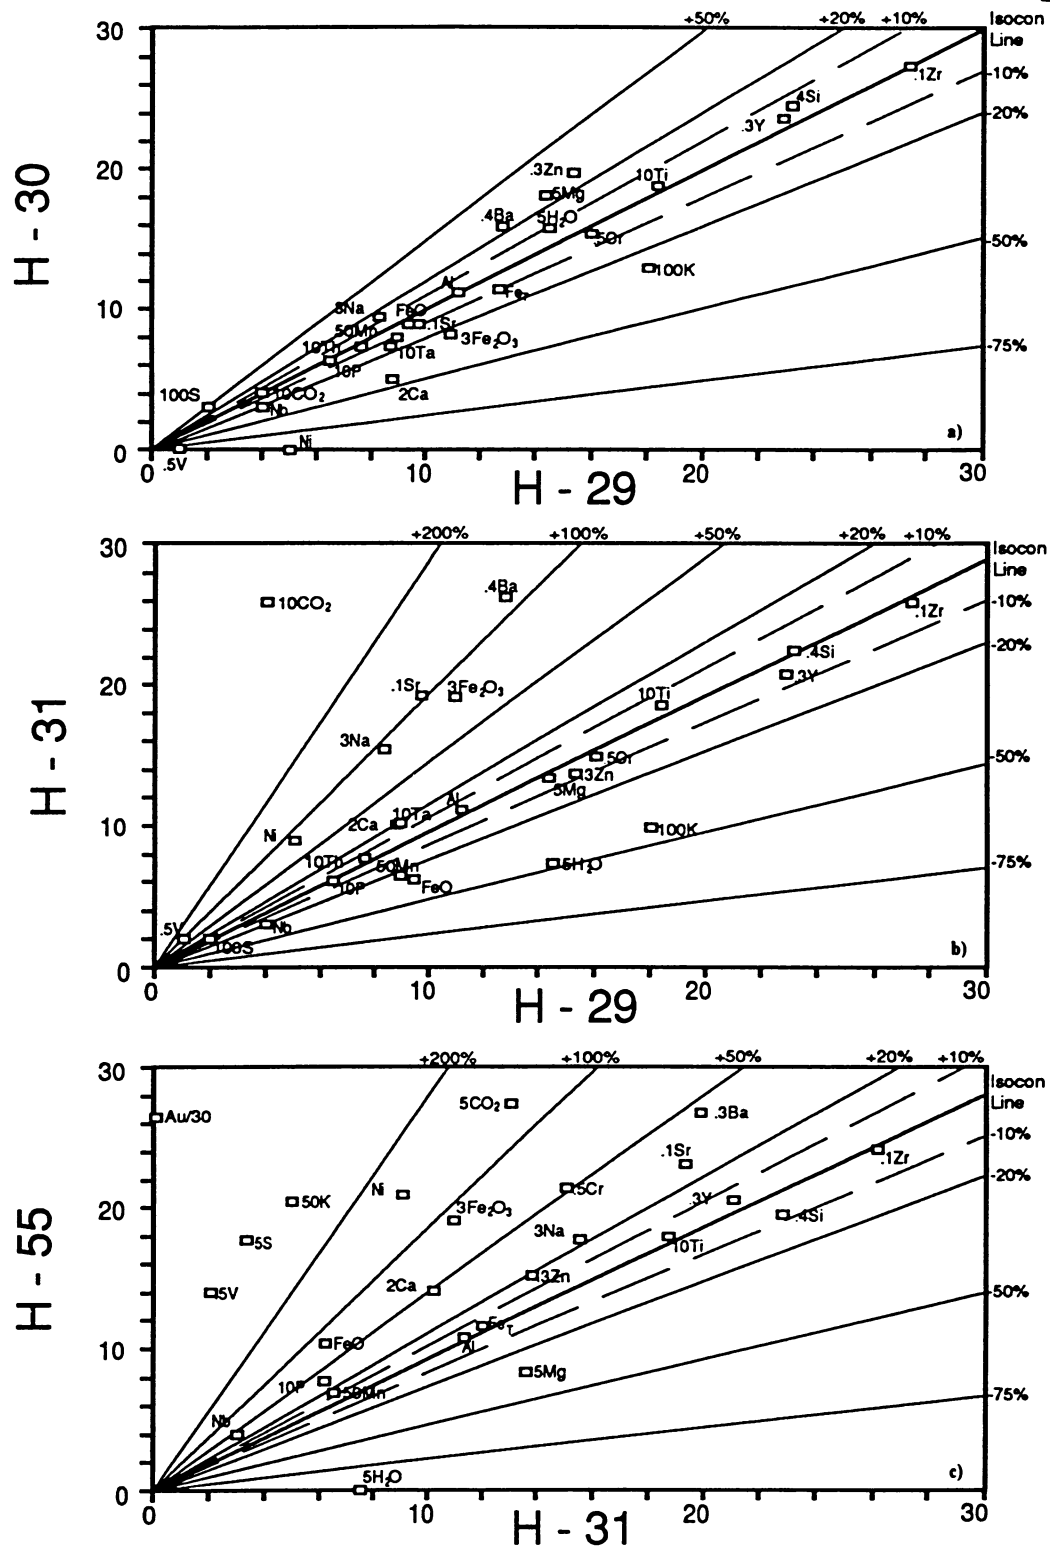 +50% +20% +10% Isocon
30 Line
.1Zr
-10%
.4Si
.3Y
-20%
H - 30
20
.3Zn
10Ti
5Mg
.4Ba
5H₂O
5Cr
-50%
100K
Al
Fe_T
10
3Na
FeO
.1Sr
50Mn
3Fe₂O₃
10Tb
10Ta
-75%
10P
100S
10CO₂
2Ca
Nb
Ni
a)
0
.5V
0 10 20 30
H - 29
+200% +100% +50% +20% +10%
30 Isocon
Line
10CO₂
.4Ba
-10%
.1Zr
.4Si
-20%
.3Y
H - 31
20
.1Sr
3Fe₂O₃
10Ti
3Na
5Cr
-50%
.3Zn
5Mg
10
Al
2Ca
10Ta
100K
Ni
10Tb
50Mn
5H₂O
-75%
10P
FeO
.5V
Nb
100S
b)
0
0 10 20 30
H - 29
+200% +100% +50% +20% +10%
30 Isocon
Line
Au/30
5CO₂
.3Ba
-10%
.1Sr
.1Zr
-20%
H - 55
20
50K
Ni
.5Cr
.3Y
3Fe₂O₃
.4Si
5S
3Na
10Ti
.3Zn
5V
2Ca
-50%
10
Fe_T
FeO
Al
5Mg
10P
50Mn
-75%
Nb
5H₂O
c)
0
0 10 20 30
H - 31